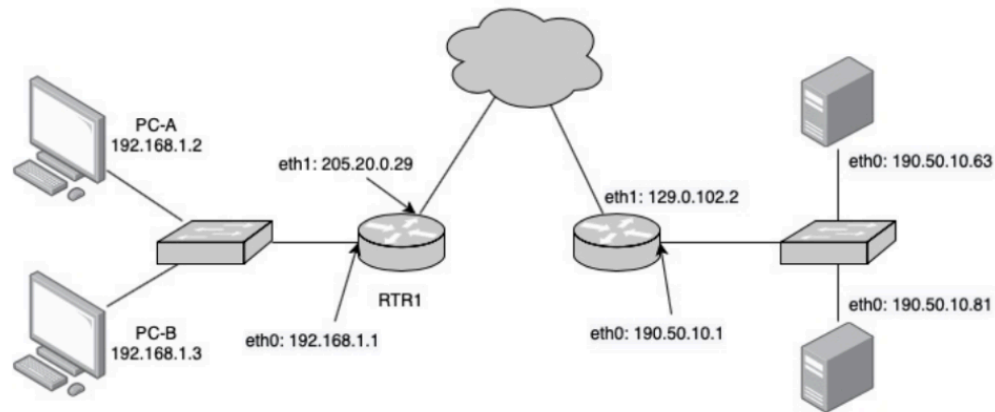 PC-A
192.168.1.2
eth1: 205.20.0.29
eth0: 190.50.10.63
eth1: 129.0.102.2
RTR1
PC-B
192.168.1.3
eth0: 192.168.1.1
eth0: 190.50.10.1
eth0: 190.50.10.81